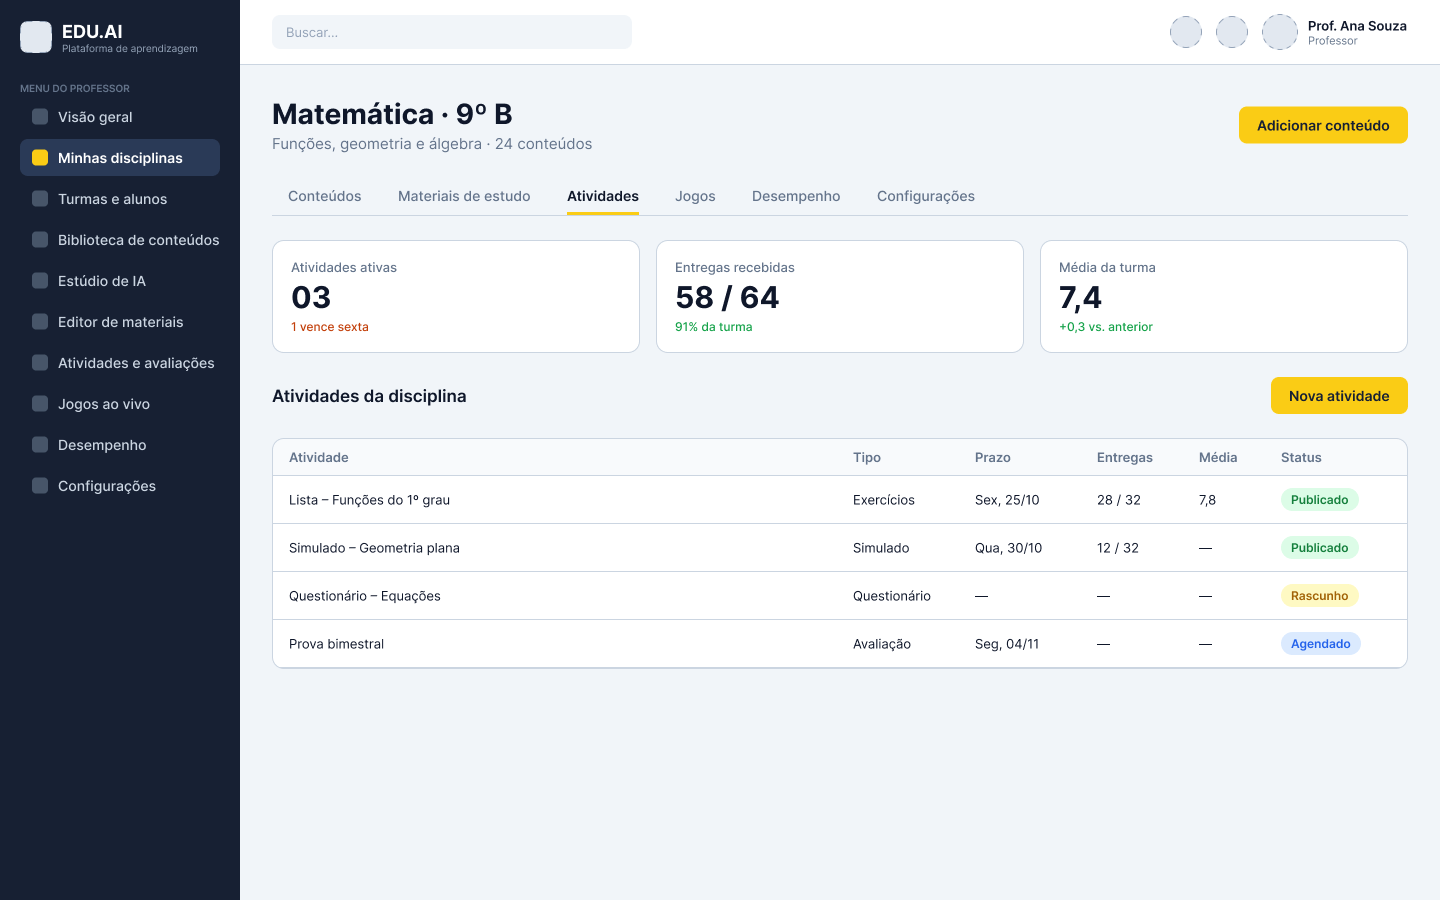 EDU.AI
Plataforma de aprendizagem
MENU DO PROFESSOR
Visão geral
Minhas disciplinas
Turmas e alunos
Biblioteca de conteúdos
Estúdio de IA
Editor de materiais
Atividades e avaliações
Jogos ao vivo
Desempenho
Configurações
Buscar...
Prof. Ana Souza
Professor
Matemática · 9º B
Funções, geometria e álgebra · 24 conteúdos
Adicionar conteúdo
Conteúdos Materiais de estudo Atividades Jogos Desempenho Configurações
Atividades ativas
03
1 vence sexta
Entregas recebidas
58 / 64
91% da turma
Média da turma
7,4
+0,3 vs. anterior
Atividades da disciplina
Nova atividade
Atividade Tipo Prazo Entregas Média Status
Lista – Funções do 1º grau Exercícios Sex, 25/10 28 / 32 7,8 Publicado
Simulado – Geometria plana Simulado Qua, 30/10 12 / 32 — Publicado
Questionário – Equações Questionário — — — Rascunho
Prova bimestral Avaliação Seg, 04/11 — — Agendado